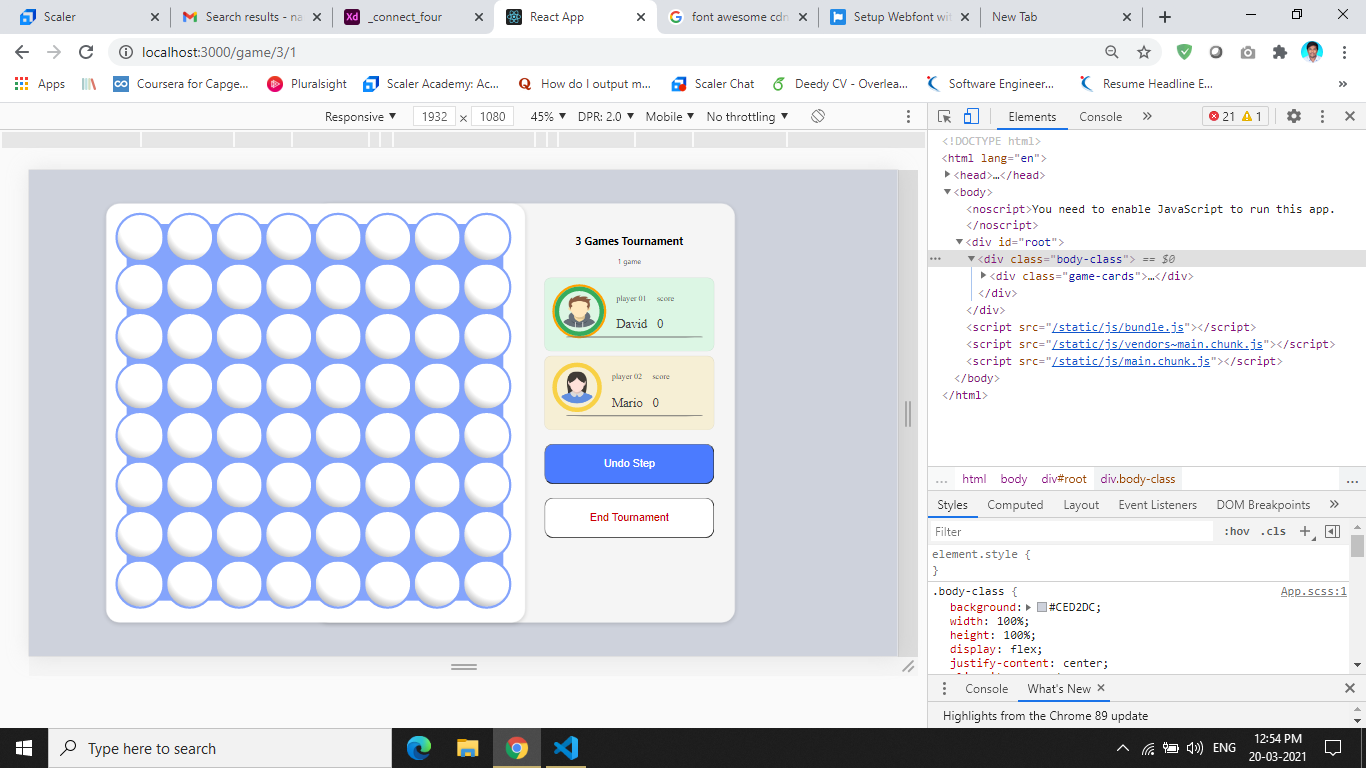 Scaler
Search results - na
_connect_four
React App
font awesome cdn
Setup Webfont wit
New Tab
localhost:3000/game/3/1
Apps
Coursera for Capge...
Pluralsight
Scaler Academy: Ac...
How do I output m...
Scaler Chat
Deedy CV - Overlea...
Software Engineer...
Resume Headline E...
»
Responsive ▼ 1932 x 1080 45% ▼ DPR: 2.0 ▼ Mobile ▼ No throttling ▼
Elements Console » 21 1
3 Games Tournament
1 game
player 01 score
David 0
player 02 score
Mario 0
Undo Step
End Tournament
<!DOCTYPE html>
<html lang="en">
<head>…</head>
<body>
<noscript>You need to enable JavaScript to run this app.
</noscript>
<div id="root">
<div class="body-class"> == $0
<div class="game-cards">…</div>
</div>
</div>
<script src="/static/js/bundle.js"></script>
<script src="/static/js/vendors~main.chunk.js"></script>
<script src="/static/js/main.chunk.js"></script>
</body>
</html>
... html body div#root div.body-class ...
Styles Computed Layout Event Listeners DOM Breakpoints »
Filter :hov .cls +
element.style {
}
.body-class { App.scss:1
background: #CED2DC;
width: 100%;
height: 100%;
display: flex;
justify-content: center;
Console What's New
Highlights from the Chrome 89 update
Type here to search
ENG
12:54 PM
20-03-2021